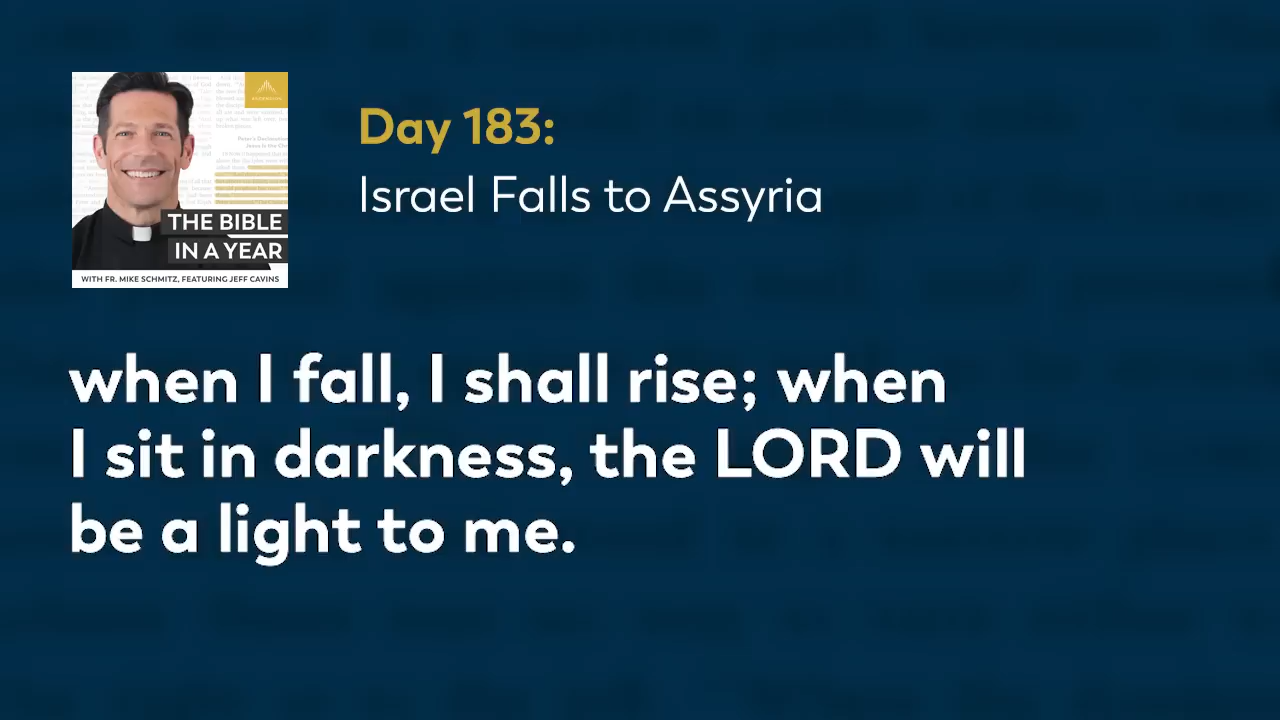 THE BIBLE
IN A YEAR
WITH FR. MIKE SCHMITZ, FEATURING JEFF CAVINS
Day 183:
Israel Falls to Assyria
when I fall, I shall rise; when
I sit in darkness, the LORD will
be a light to me.